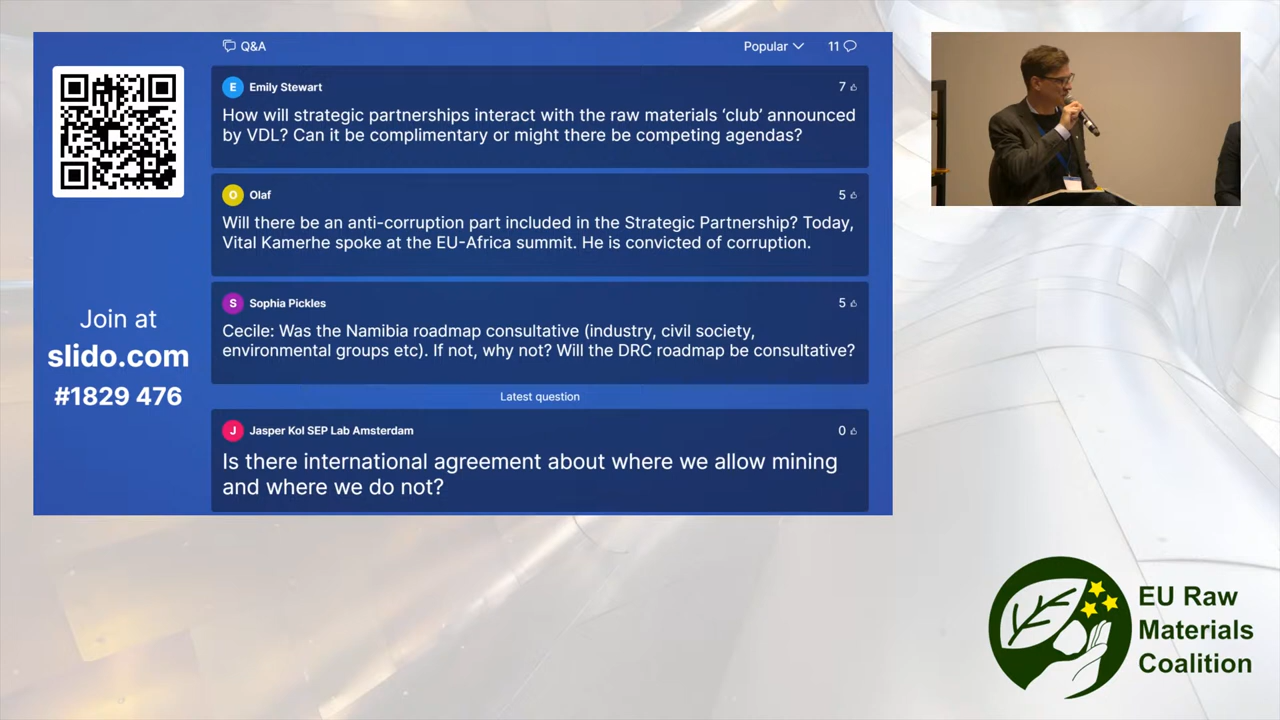 Q&A
Popular
11
E
Emily Stewart
7
How will strategic partnerships interact with the raw materials ‘club’ announced
by VDL? Can it be complimentary or might there be competing agendas?
O
Olaf
5
Will there be an anti-corruption part included in the Strategic Partnership? Today,
Vital Kamerhe spoke at the EU-Africa summit. He is convicted of corruption.
S
Sophia Pickles
5
Cecile: Was the Namibia roadmap consultative (industry, civil society,
environmental groups etc). If not, why not? Will the DRC roadmap be consultative?
Latest question
J
Jasper Kol SEP Lab Amsterdam
0
Is there international agreement about where we allow mining
and where we do not?
Join at
slido.com
#1829 476
EU Raw
Materials
Coalition